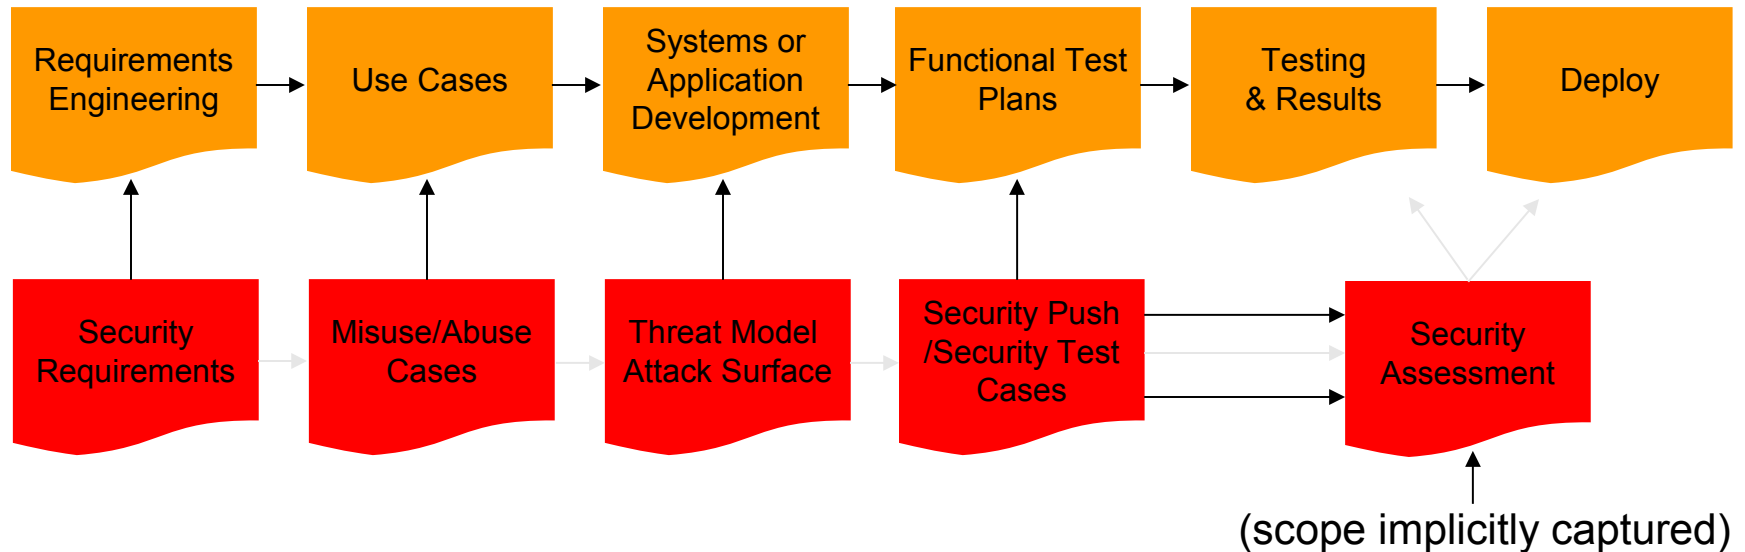 Requirements
Engineering
Use Cases
Systems or
Application
Development
Functional Test
Plans
Testing
& Results
Deploy
Security
Requirements
Misuse/Abuse
Cases
Threat Model
Attack Surface
Security Push
/Security Test
Cases
Security
Assessment
(scope implicitly captured)